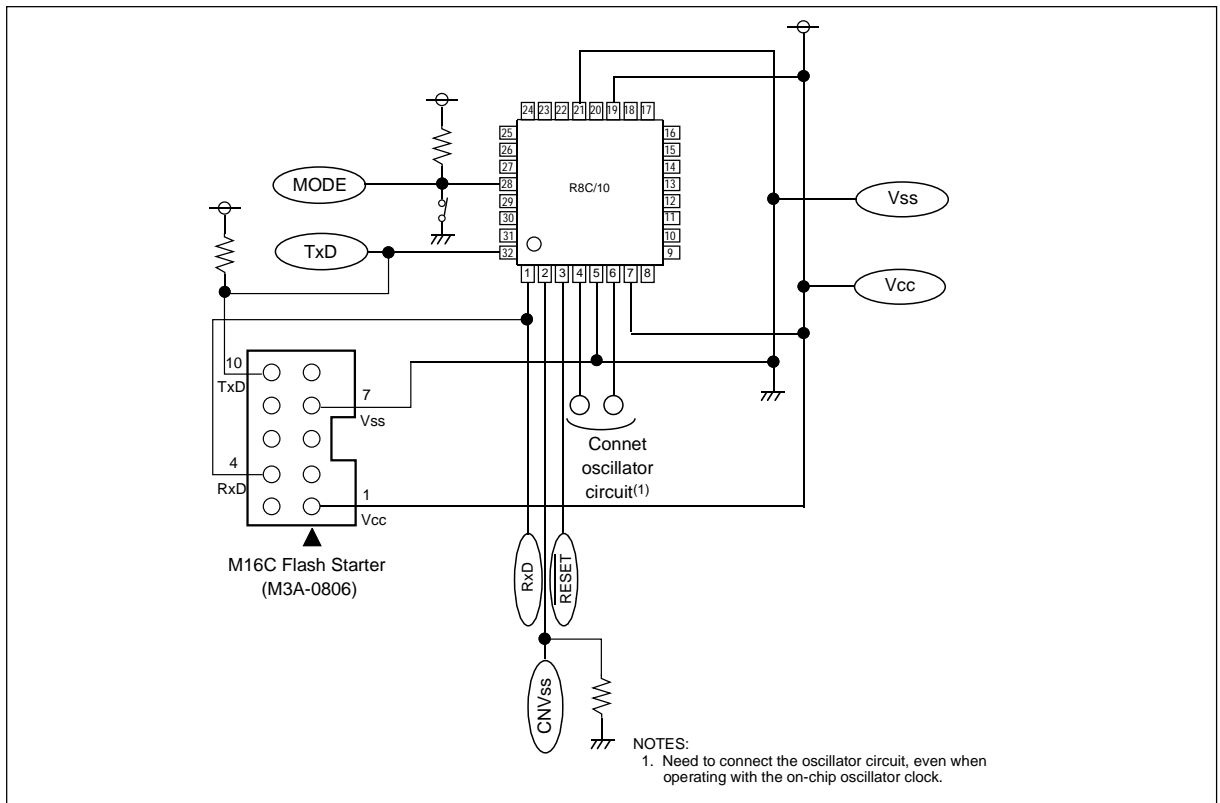 24 23 22 21 20 19 18 17
25
26
27
28
29
30
31
32
16
15
14
13
12
11
10
9
R8C/10
1 2 3 4 5 6 7 8
MODE
TxD
Vss
Vcc
10
TxD
7
Vss
4
RxD
1
Vcc
M16C Flash Starter
(M3A-0806)
Connet
oscillator
circuit(1)
RxD
RESET
CNVss
NOTES:
1. Need to connect the oscillator circuit, even when
operating with the on-chip oscillator clock.